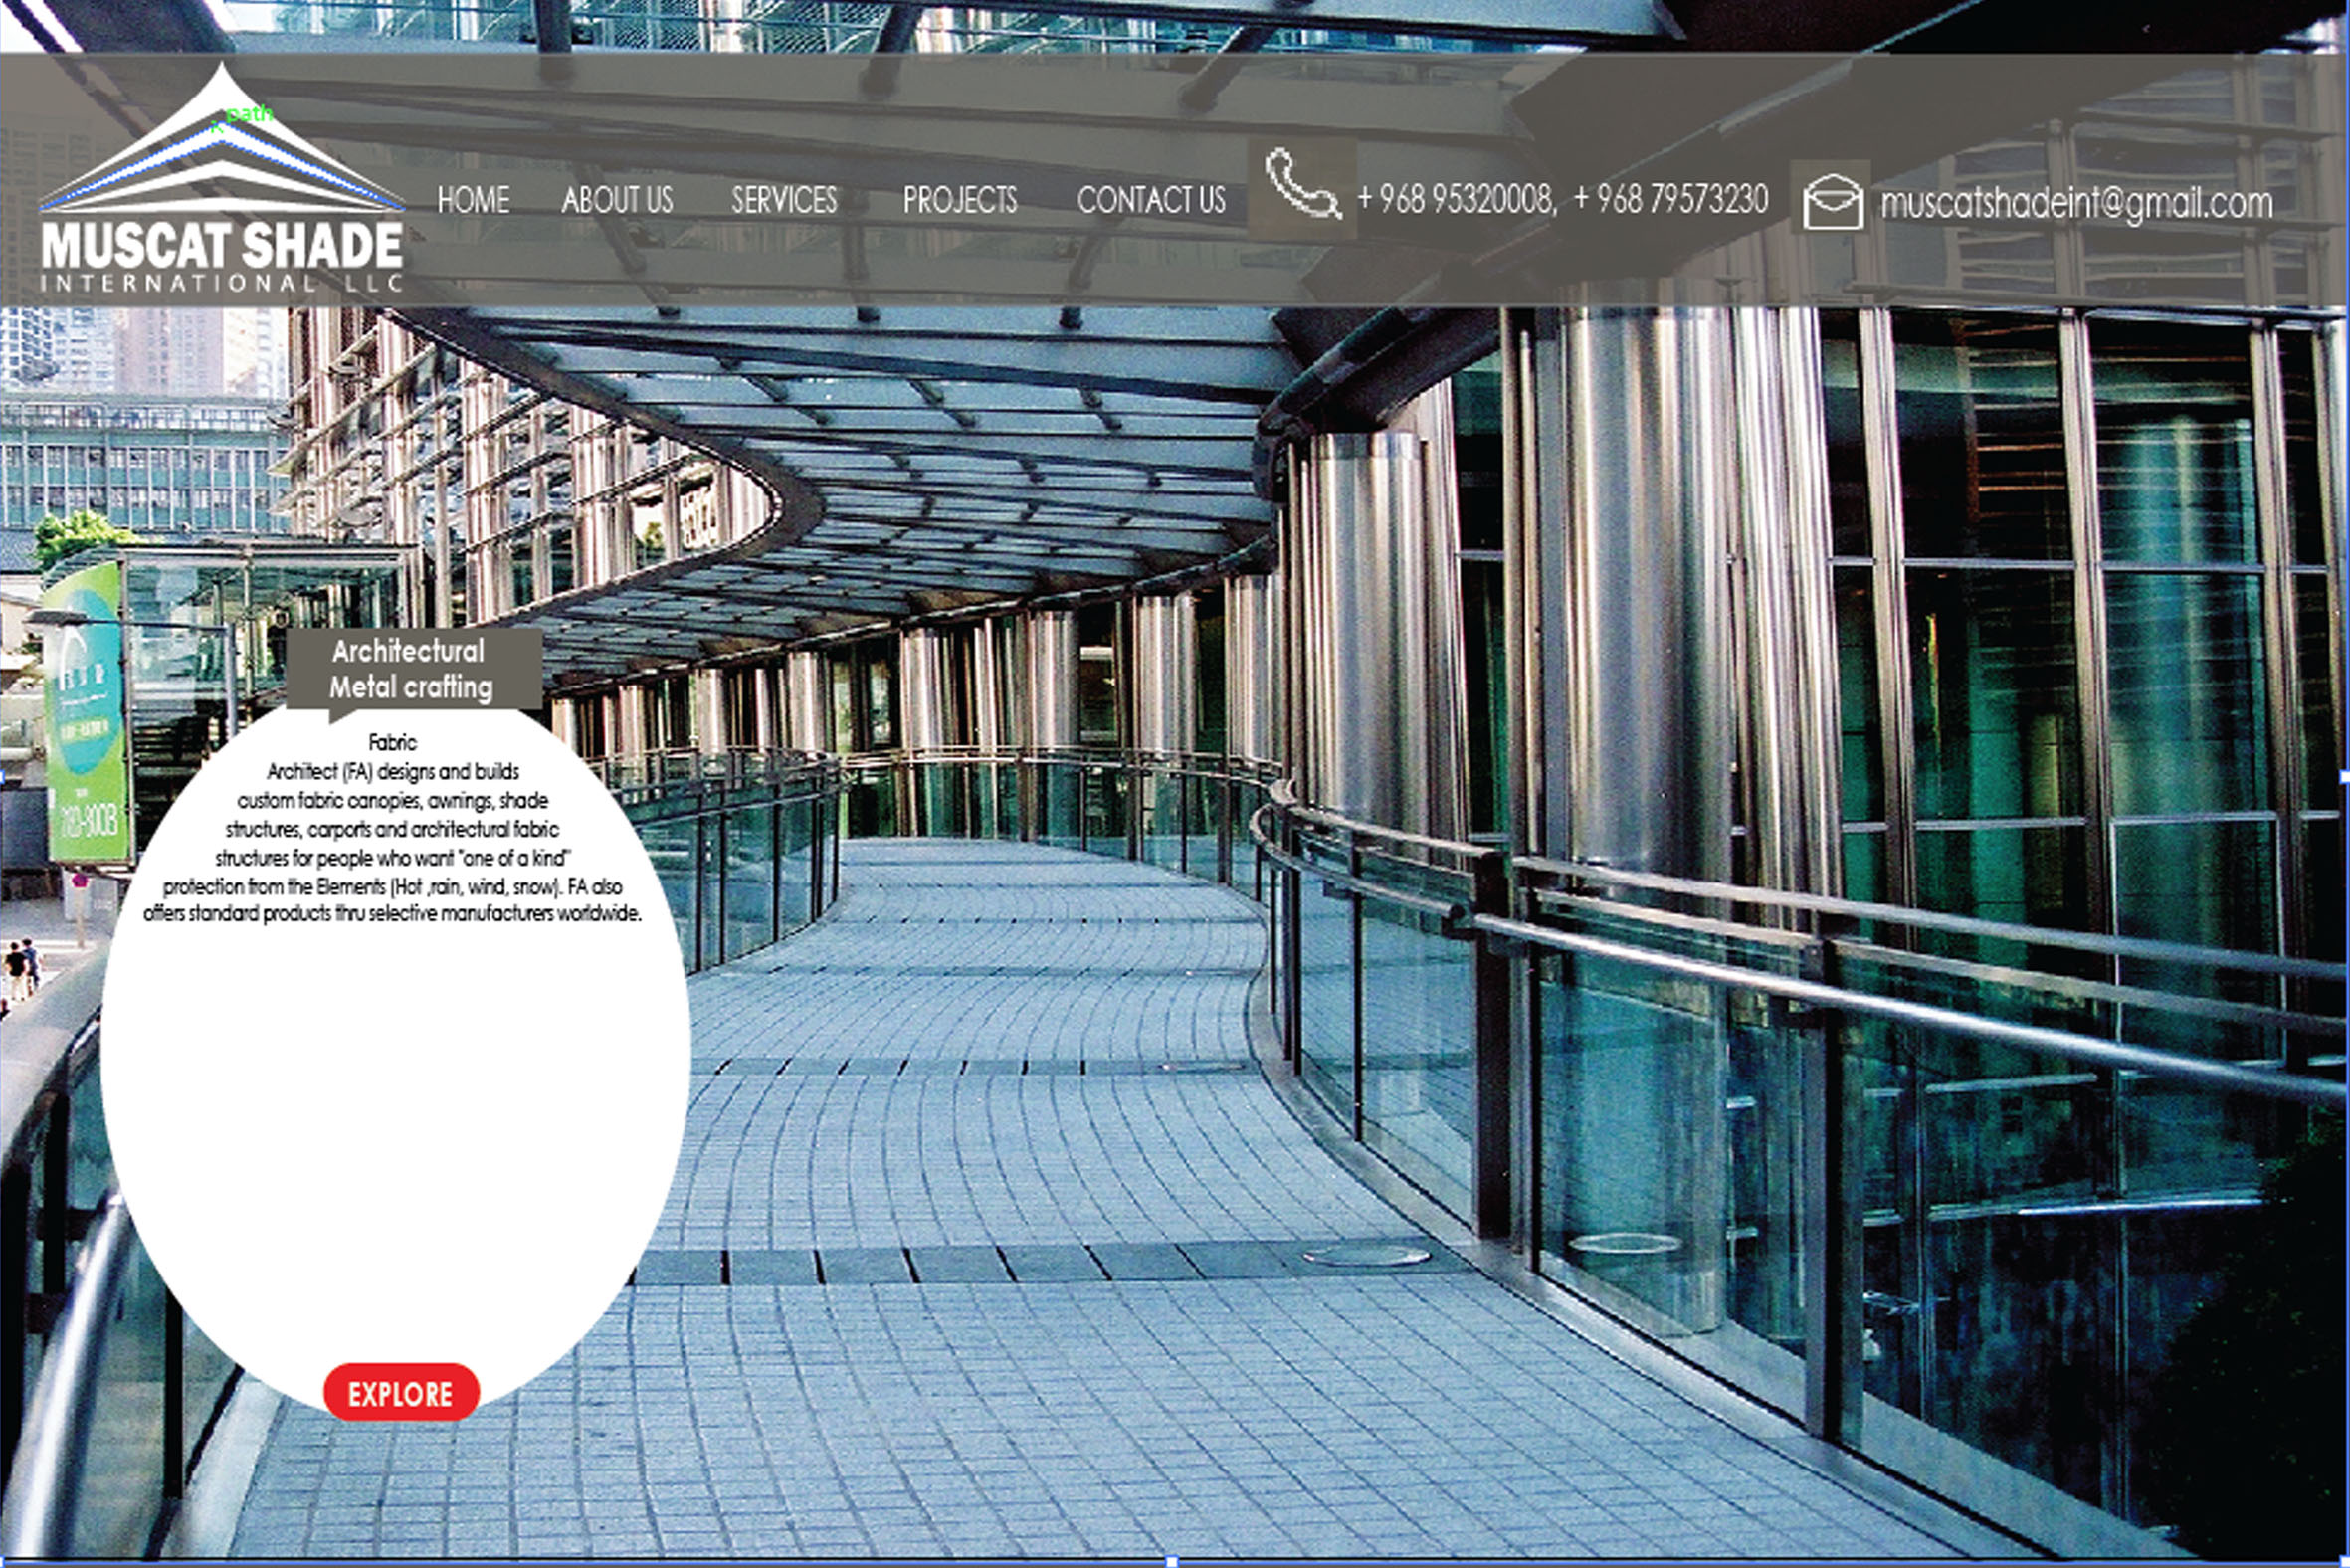 path
MUSCAT SHADE
INTERNATIONAL LLC
HOME ABOUT US SERVICES PROJECTS CONTACT US + 968 95320008, + 968 79573230 muscatshadeint@gmail.com
Architectural
Metal crafting
Fabric
Architect (FA) designs and builds
custom fabric canopies, awnings, shade
structures, carports and architectural fabric
structures for people who want "one of a kind"
protection from the Elements (Hot ,rain, wind, snow). FA also
offers standard products thru selective manufacturers worldwide.
EXPLORE